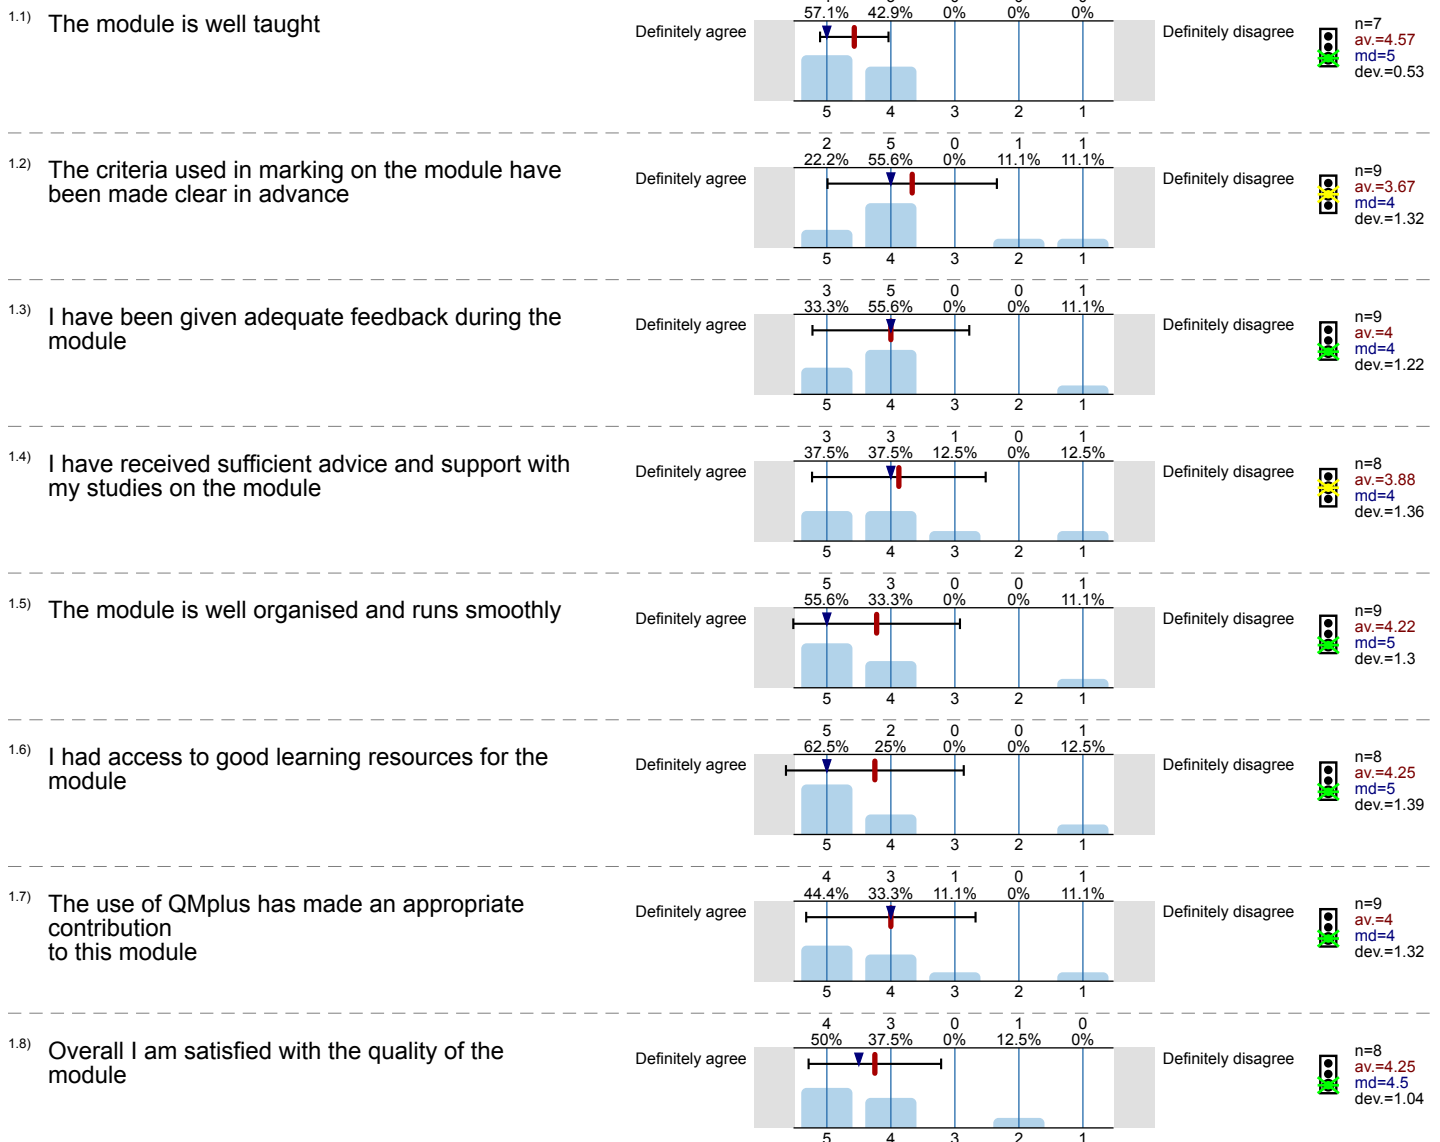 1.1) The module is well taught
57.1% 42.9% 0% 0% 0%
Definitely agree
Definitely disagree
5 4 3 2 1
n=7
av.=4.57
md=5
dev.=0.53
1.2) The criteria used in marking on the module have
been made clear in advance
2 5 0 1 1
22.2% 55.6% 0% 11.1% 11.1%
Definitely agree
Definitely disagree
5 4 3 2 1
n=9
av.=3.67
md=4
dev.=1.32
1.3) I have been given adequate feedback during the
module
3 5 0 0 1
33.3% 55.6% 0% 0% 11.1%
Definitely agree
Definitely disagree
5 4 3 2 1
n=9
av.=4
md=4
dev.=1.22
1.4) I have received sufficient advice and support with
my studies on the module
3 3 1 0 1
37.5% 37.5% 12.5% 0% 12.5%
Definitely agree
Definitely disagree
5 4 3 2 1
n=8
av.=3.88
md=4
dev.=1.36
1.5) The module is well organised and runs smoothly
5 3 0 0 1
55.6% 33.3% 0% 0% 11.1%
Definitely agree
Definitely disagree
5 4 3 2 1
n=9
av.=4.22
md=5
dev.=1.3
1.6) I had access to good learning resources for the
module
5 2 0 0 1
62.5% 25% 0% 0% 12.5%
Definitely agree
Definitely disagree
5 4 3 2 1
n=8
av.=4.25
md=5
dev.=1.39
1.7) The use of QMplus has made an appropriate
contribution
to this module
4 3 1 0 1
44.4% 33.3% 11.1% 0% 11.1%
Definitely agree
Definitely disagree
5 4 3 2 1
n=9
av.=4
md=4
dev.=1.32
1.8) Overall I am satisfied with the quality of the
module
4 3 0 1 0
50% 37.5% 0% 12.5% 0%
Definitely agree
Definitely disagree
5 4 3 2 1
n=8
av.=4.25
md=4.5
dev.=1.04